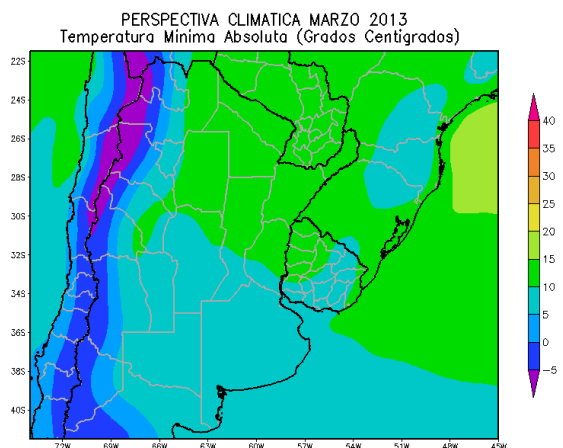 PERSPECTIVA CLIMATICA MARZO 2013
Temperatura Minima Absoluta (Grados Centigrados)
22S
24S
26S
28S
30S
32S
34S
36S
38S
40S
72W 69W 66W 63W 60W 57W 54W 51W 48W 45W
40
35
30
25
20
15
10
5
0
-5